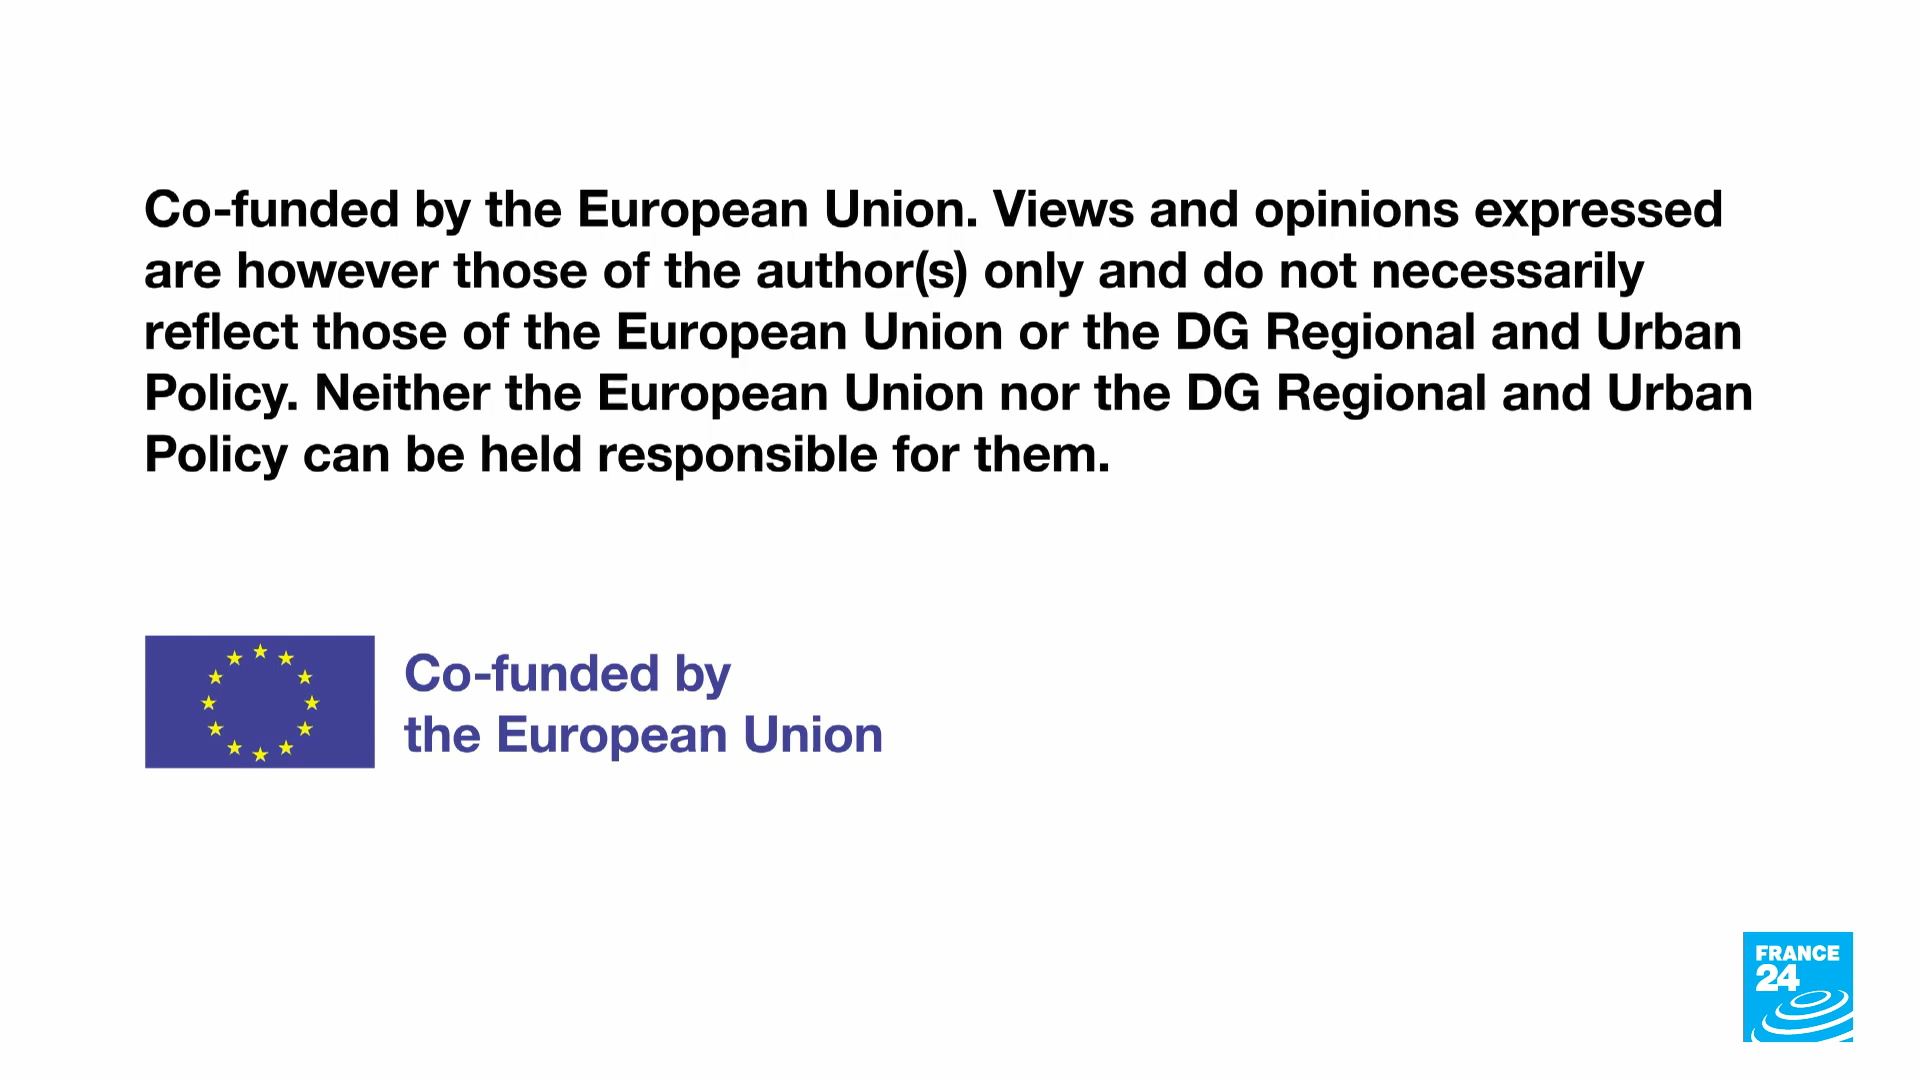 Co-funded by the European Union. Views and opinions expressed
are however those of the author(s) only and do not necessarily
reflect those of the European Union or the DG Regional and Urban
Policy. Neither the European Union nor the DG Regional and Urban
Policy can be held responsible for them.
Co-funded by
the European Union
FRANCE
24